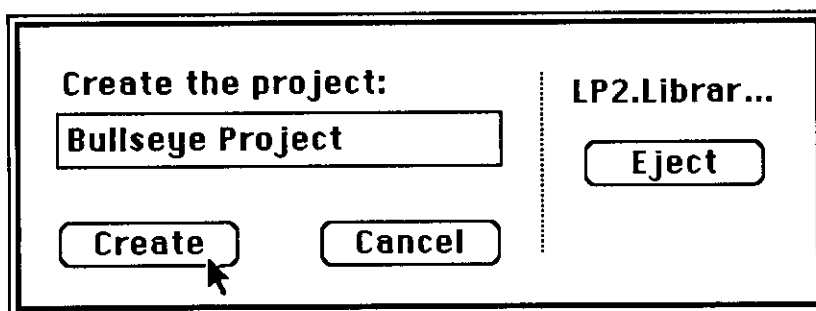 Create the project:
Bullseye Project
Create
Cancel
LP2.Librar...
Eject